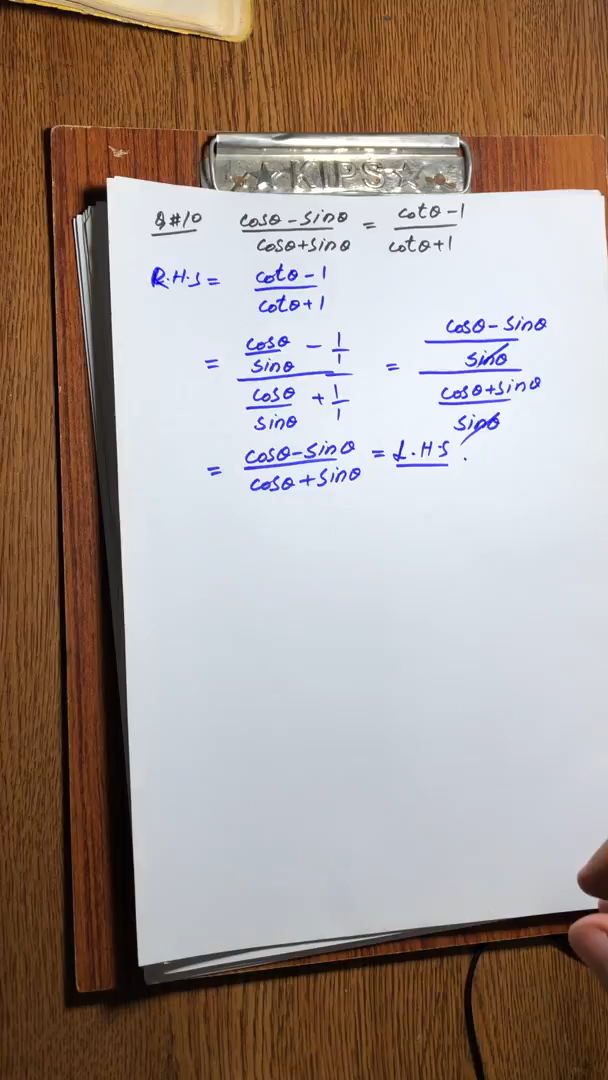 ☆★KIPS★☆
Q#10 cosθ-sinθ/cosθ+sinθ = cotθ-1/cotθ+1
R.H.S = cotθ-1/cotθ+1
= (cosθ/sinθ - 1/1)/(cosθ/sinθ + 1/1) = (cosθ-sinθ/sinθ)/(cosθ+sinθ/sinθ)
= cosθ-sinθ/cosθ+sinθ = L.H.S.